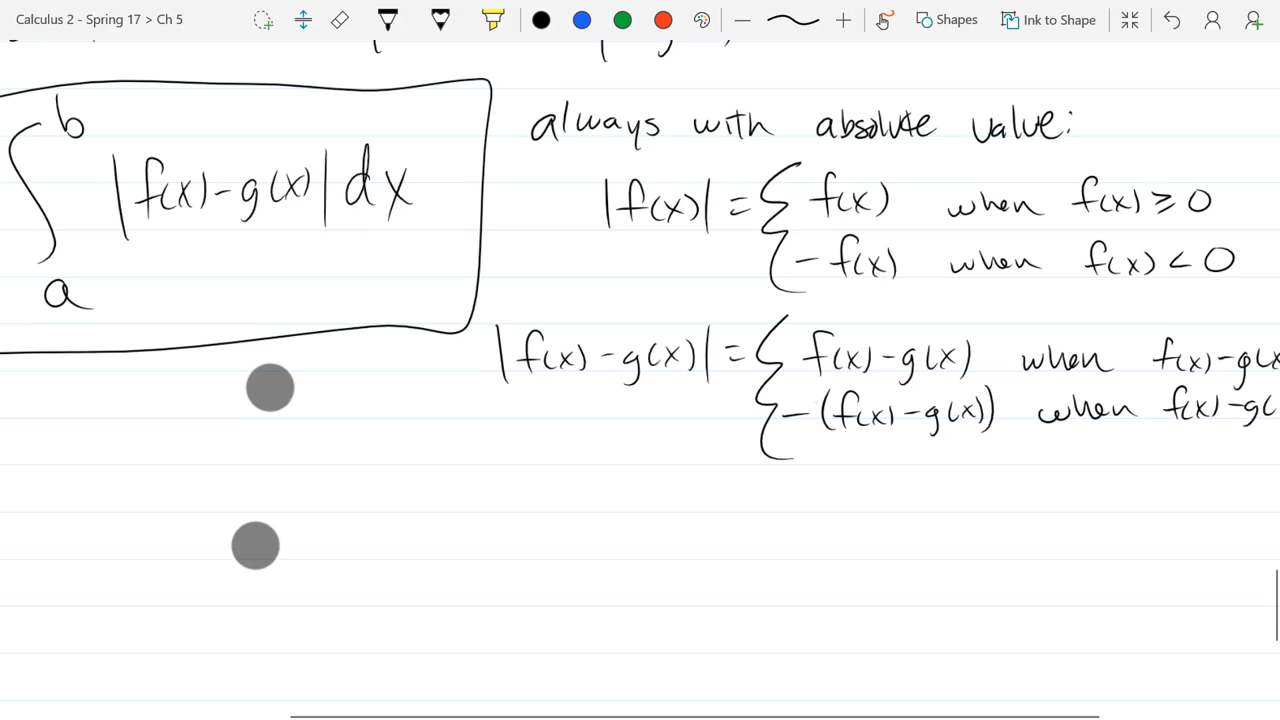 Calculus 2 - Spring 17 > Ch 5
Shapes
Ink to Shape
∫ₐᵇ |f(x)-g(x)| dx
always with absolute value:
|f(x)| = { f(x) when f(x) ≥ 0
{ -f(x) when f(x) < 0
|f(x)-g(x)| = { f(x)-g(x) when f(x)-g(x
{ -(f(x)-g(x)) when f(x)-g(